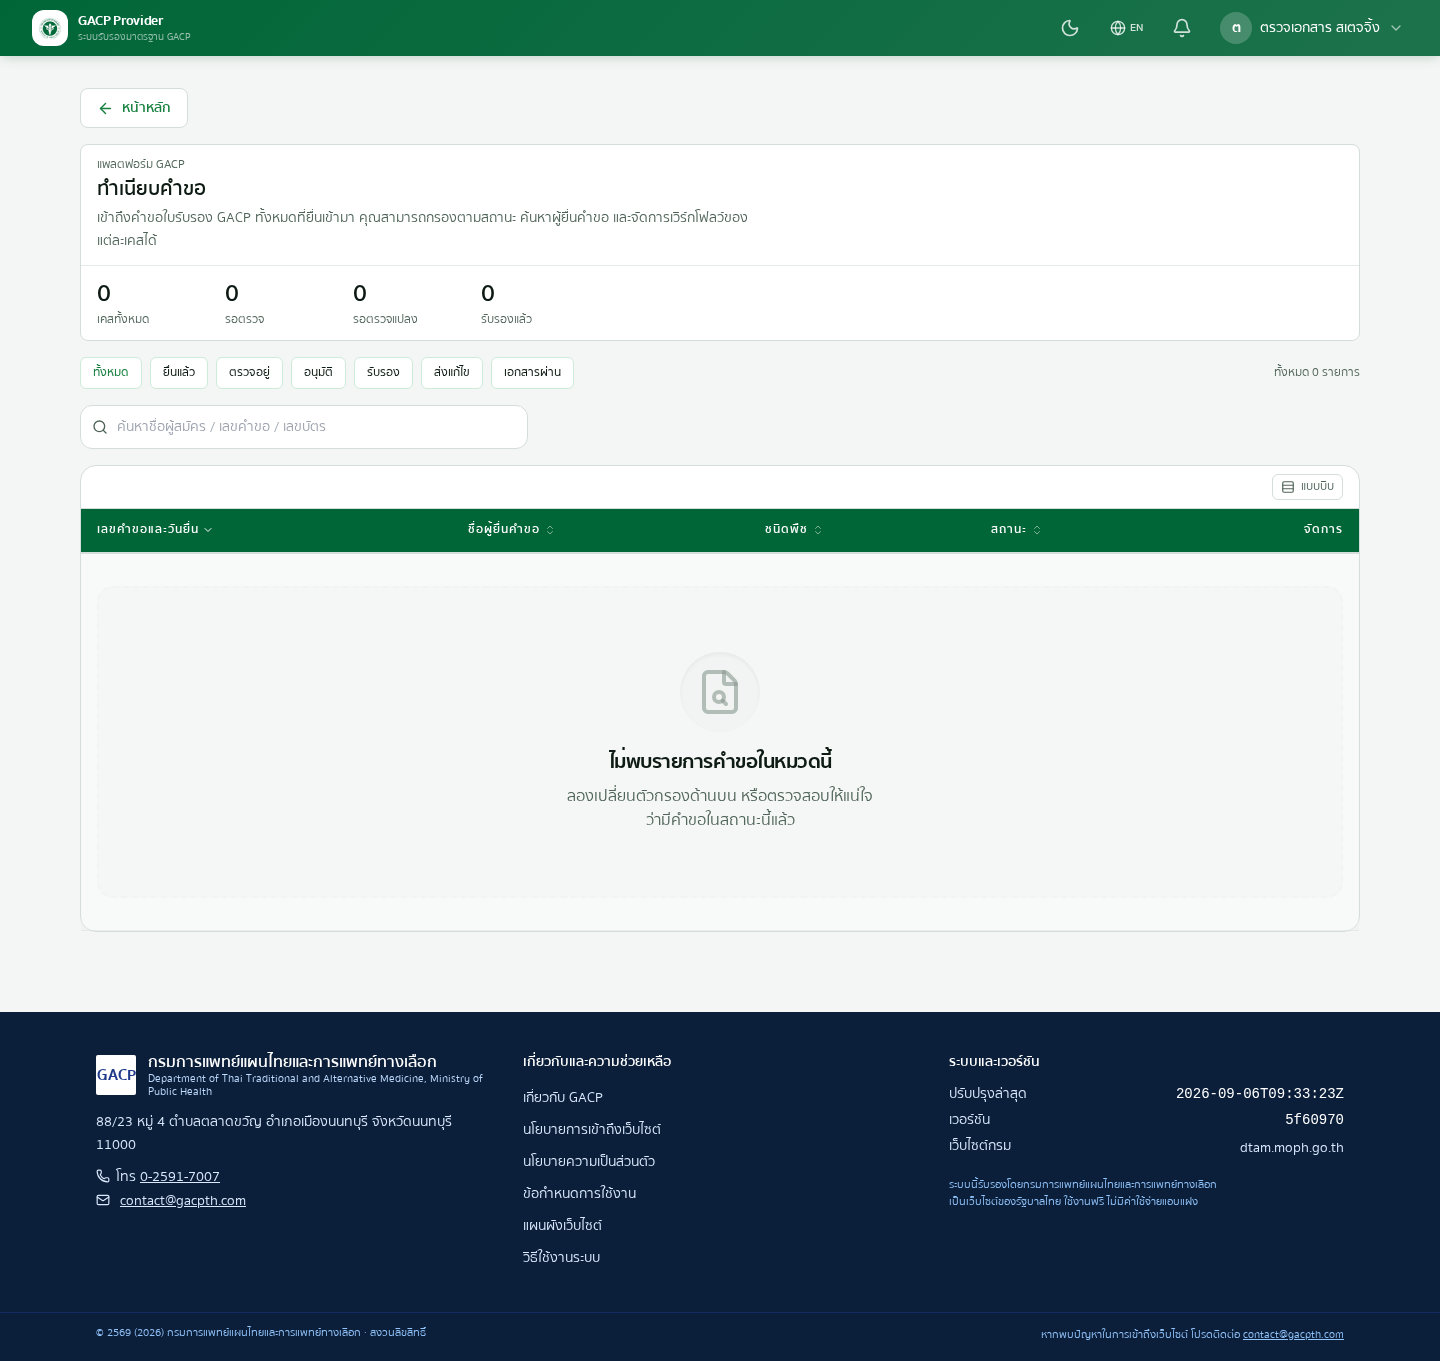 GACP Provider
ระบบรับรองมาตรฐาน GACP
EN
ต
ตรวจเอกสาร สเตจจิ้ง
หน้าหลัก
แพลตฟอร์ม GACP
ทำเนียบคำขอ
เข้าถึงคำขอใบรับรอง GACP ทั้งหมดที่ยื่นเข้ามา คุณสามารถกรองตามสถานะ ค้นหาผู้ยื่นคำขอ และจัดการเวิร์กโฟลว์ของ
แต่ละเคสได้
0 0 0 0
เคสทั้งหมด รอตรวจ รอตรวจแปลง รับรองแล้ว
ทั้งหมด ยื่นแล้ว ตรวจอยู่ อนุมัติ รับรอง ส่งแก้ไข เอกสารผ่าน ทั้งหมด 0 รายการ
ค้นหาชื่อผู้สมัคร / เลขคำขอ / เลขบัตร
แบบบีบ
เลขคำขอและวันยื่น ชื่อผู้ยื่นคำขอ ชนิดพืช สถานะ จัดการ
ไม่พบรายการคำขอในหมวดนี้
ลองเปลี่ยนตัวกรองด้านบน หรือตรวจสอบให้แน่ใจ
ว่ามีคำขอในสถานะนี้แล้ว
GACP
กรมการแพทย์แผนไทยและการแพทย์ทางเลือก
Department of Thai Traditional and Alternative Medicine, Ministry of
Public Health
88/23 หมู่ 4 ตำบลตลาดขวัญ อำเภอเมืองนนทบุรี จังหวัดนนทบุรี
11000
โทร 0-2591-7007
contact@gacpth.com
เกี่ยวกับและความช่วยเหลือ
เกี่ยวกับ GACP
นโยบายการเข้าถึงเว็บไซต์
นโยบายความเป็นส่วนตัว
ข้อกำหนดการใช้งาน
แผนผังเว็บไซต์
วิธีใช้งานระบบ
ระบบและเวอร์ชัน
ปรับปรุงล่าสุด 2026-09-06T09:33:23Z
เวอร์ชัน 5f60970
เว็บไซต์กรม dtam.moph.go.th
ระบบนี้รับรองโดยกรมการแพทย์แผนไทยและการแพทย์ทางเลือก
เป็นเว็บไซต์ของรัฐบาลไทย ใช้งานฟรี ไม่มีค่าใช้จ่ายแอบแฝง
© 2569 (2026) กรมการแพทย์แผนไทยและการแพทย์ทางเลือก · สงวนลิขสิทธิ์
หากพบปัญหาในการเข้าถึงเว็บไซต์ โปรดติดต่อ contact@gacpth.com